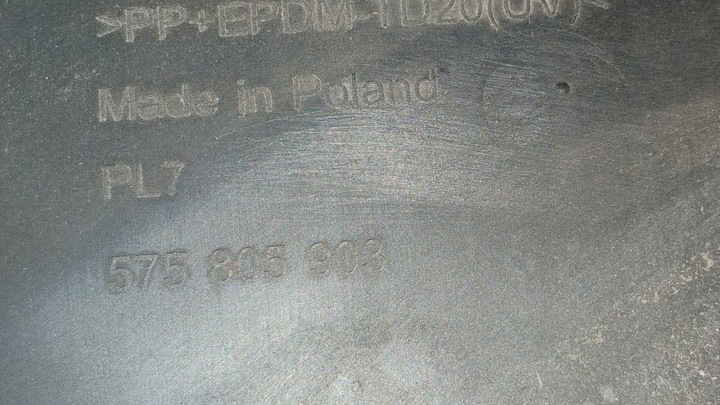 >PP+EPDM-TD20(UV)<
Made in Poland
PL7
575 805 903